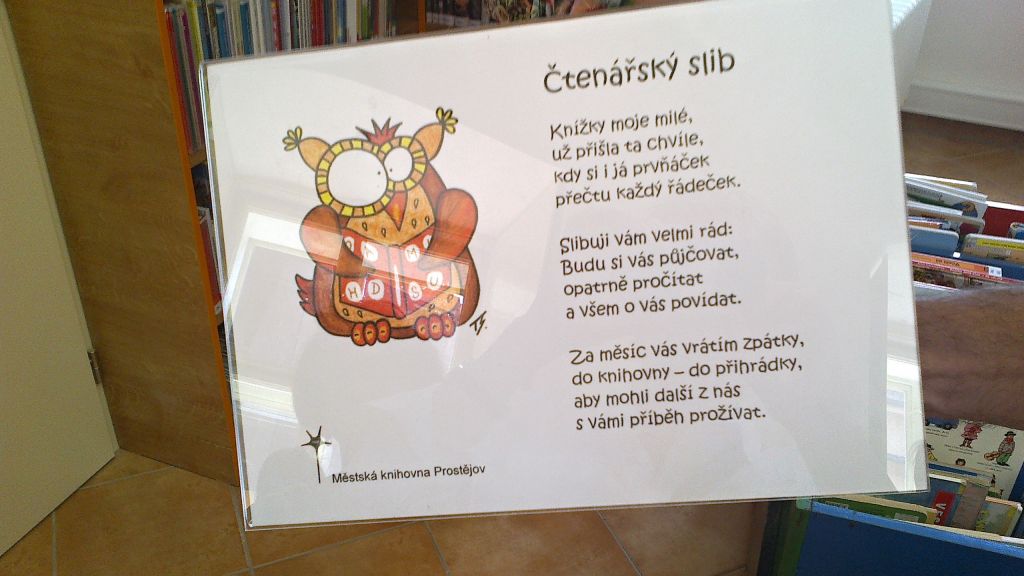 Čtenářský slib
Knížky moje milé,
už přišla ta chvíle,
kdy si i já prvňáček
přečtu každý řádeček.
Slibuji vám velmi rád:
Budu si vás půjčovat,
opatrně pročítat
a všem o vás povídat.
Za měsíc vás vrátím zpátky,
do knihovny – do přihrádky,
aby mohli další z nás
s vámi příběh prožívat.
H D S U
Městská knihovna Prostějov